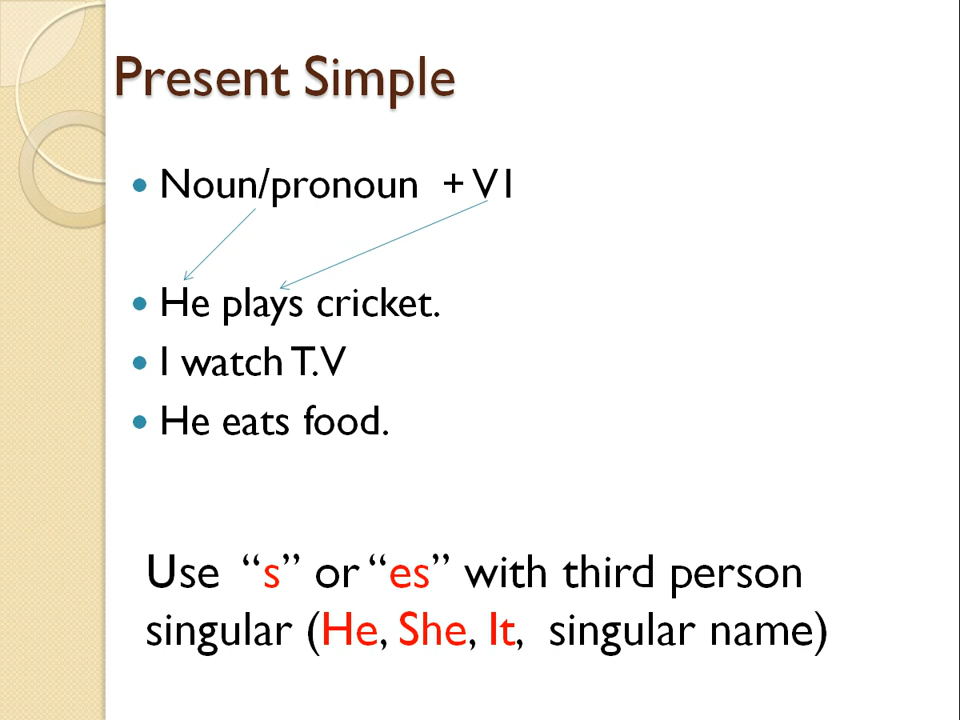 Present Simple
Noun/pronoun + V1
He plays cricket.
I watch T.V
He eats food.
Use “s” or “es” with third person
singular (He, She, It, singular name)